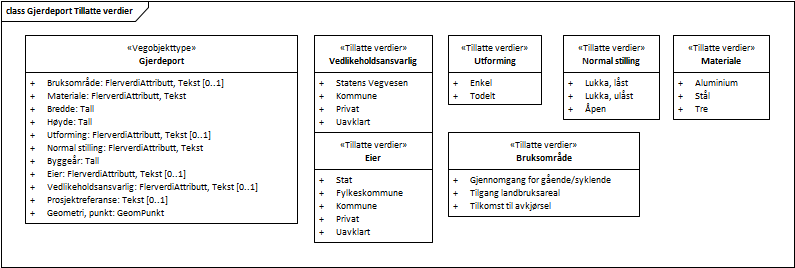 class Gjerdeport Tillatte verdier
«Vegobjekttype»
Gjerdeport
+ Bruksområde: FlerverdiAttributt, Tekst [0..1]
+ Materiale: FlerverdiAttributt, Tekst
+ Bredde: Tall
+ Høyde: Tall
+ Utforming: FlerverdiAttributt, Tekst [0..1]
+ Normal stilling: FlerverdiAttributt, Tekst
+ Byggeår: Tall
+ Eier: FlerverdiAttributt, Tekst [0..1]
+ Vedlikeholdsansvarlig: FlerverdiAttributt, Tekst [0..1]
+ Prosjektreferanse: Tekst [0..1]
+ Geometri, punkt: GeomPunkt
«Tillatte verdier»
Vedlikeholdsansvarlig
+ Statens Vegvesen
+ Kommune
+ Privat
+ Uavklart
«Tillatte verdier»
Eier
+ Stat
+ Fylkeskommune
+ Kommune
+ Privat
+ Uavklart
«Tillatte verdier»
Utforming
+ Enkel
+ Todelt
«Tillatte verdier»
Normal stilling
+ Lukka, låst
+ Lukka, ulåst
+ Åpen
«Tillatte verdier»
Materiale
+ Aluminium
+ Stål
+ Tre
«Tillatte verdier»
Bruksområde
+ Gjennomgang for gående/syklende
+ Tilgang landbruksareal
+ Tilkomst til avkjørsel